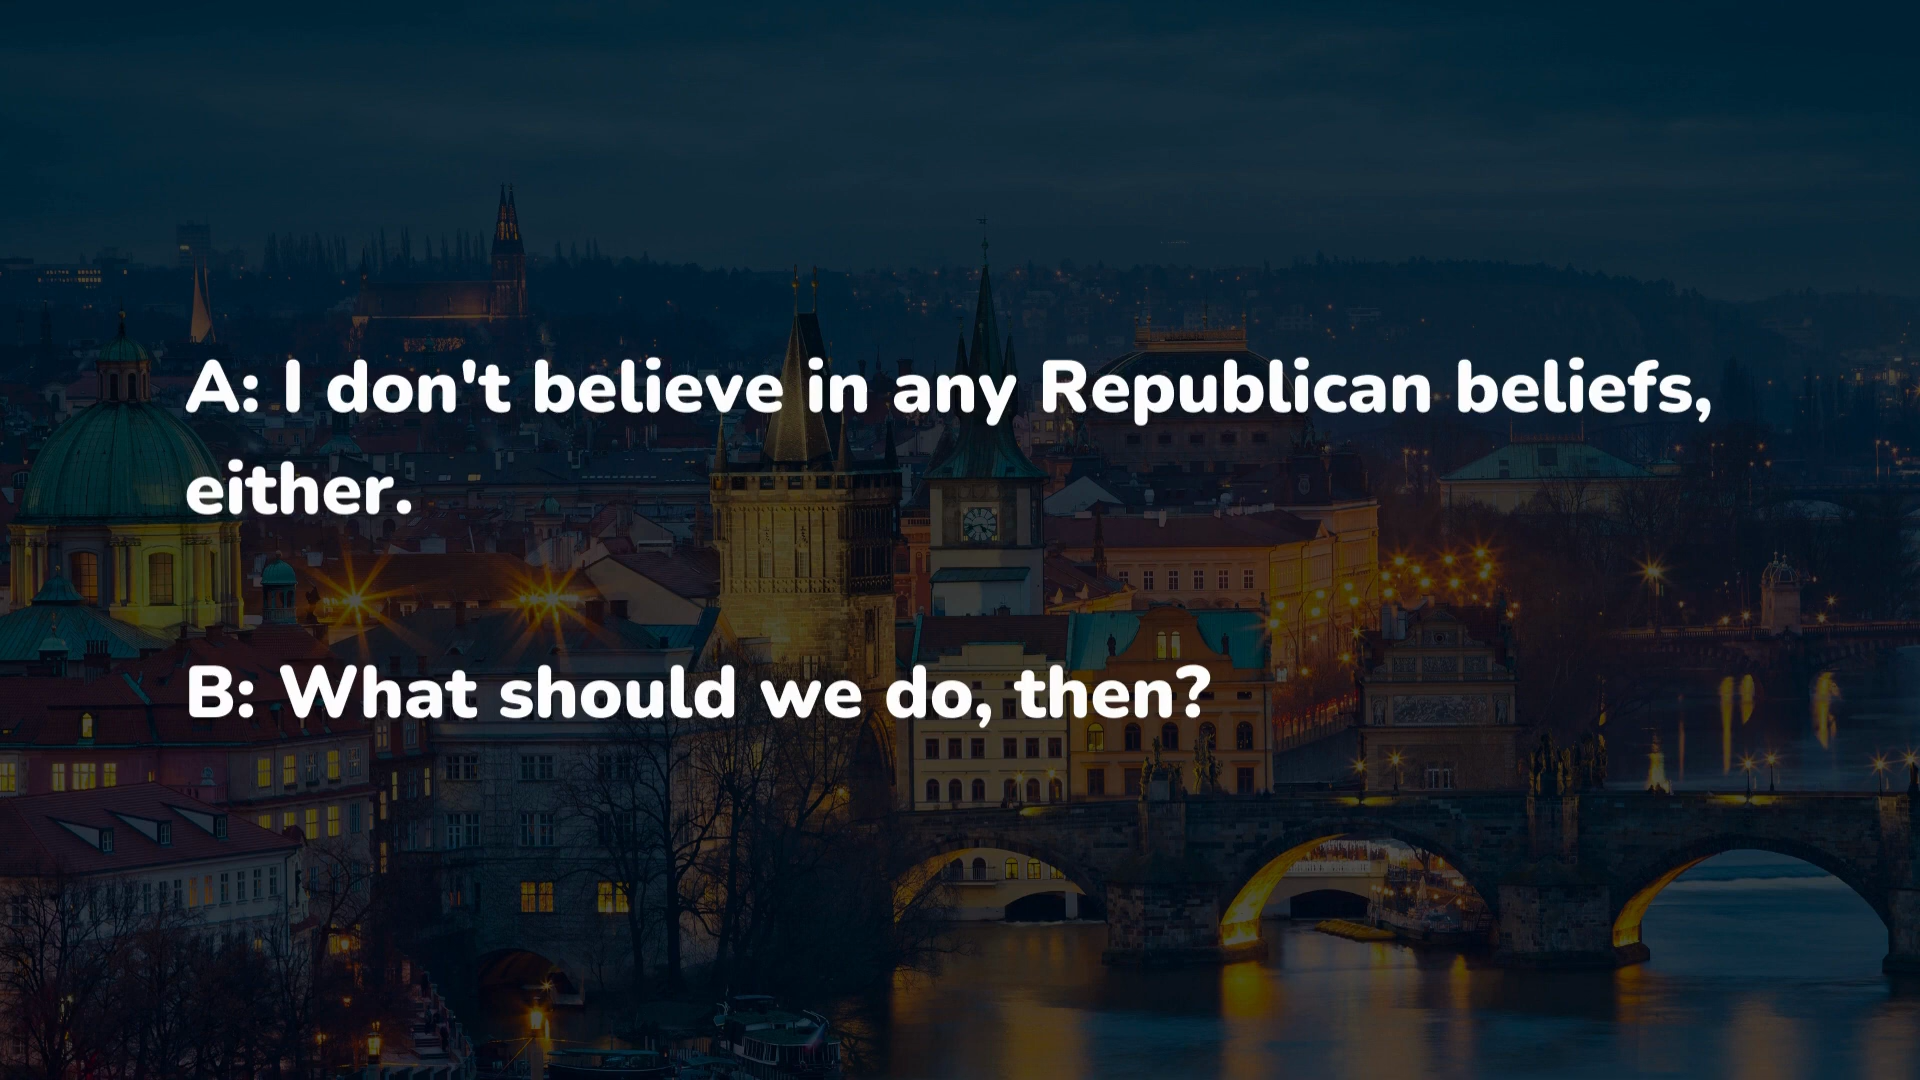 A: I don't believe in any Republican beliefs,
either.
B: What should we do, then?